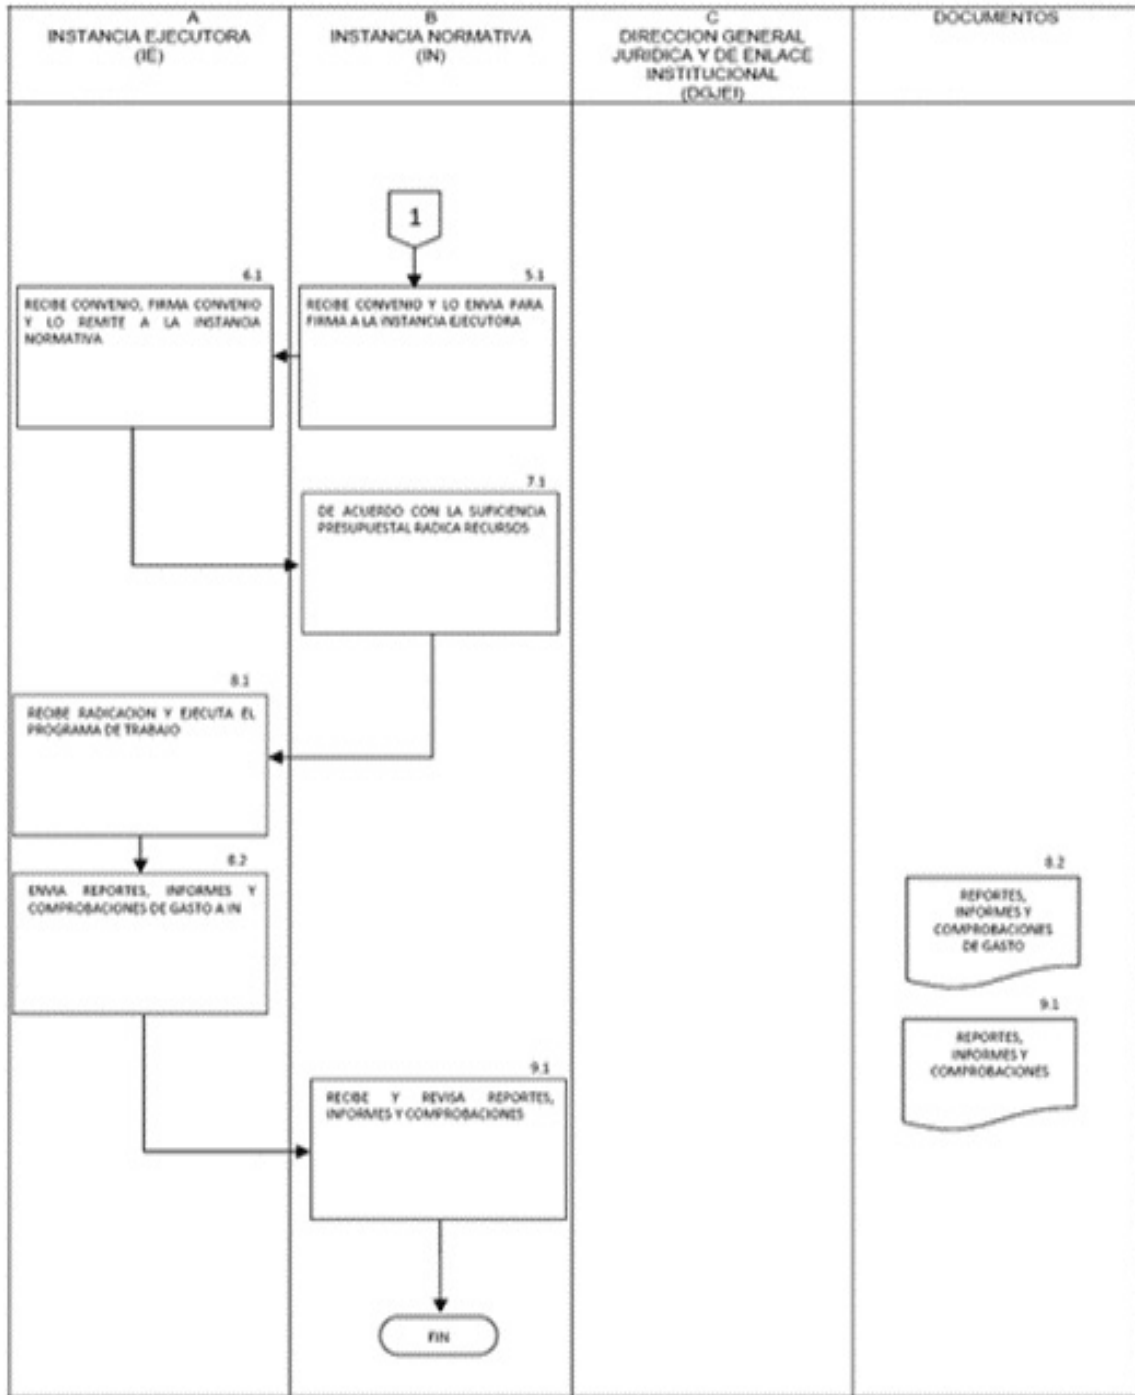 A
INSTANCIA EJECUTORA
(IE)
B
INSTANCIA NORMATIVA
(IN)
C
DIRECCION GENERAL
JURIDICA Y DE ENLACE
INSTITUCIONAL
(DGJEI)
DOCUMENTOS
1
6.1
RECIBE CONVENIO, FIRMA CONVENIO
Y LO REMITE A LA INSTANCIA
NORMATIVA
5.1
RECIBE CONVENIO Y LO ENVIA PARA
FIRMA A LA INSTANCIA EJECUTORA
7.1
DE ACUERDO CON LA SUFICIENCIA
PRESUPUESTAL RADICA RECURSOS
8.1
RECIBE RADICACION Y EJECUTA EL
PROGRAMA DE TRABAJO
8.2
ENVIA REPORTES, INFORMES Y
COMPROBACIONES DE GASTO A IN
8.2
REPORTES,
INFORMES Y
COMPROBACIONES
DE GASTO
9.1
REPORTES,
INFORMES Y
COMPROBACIONES
9.1
RECIBE Y REVISA REPORTES,
INFORMES Y COMPROBACIONES
FIN